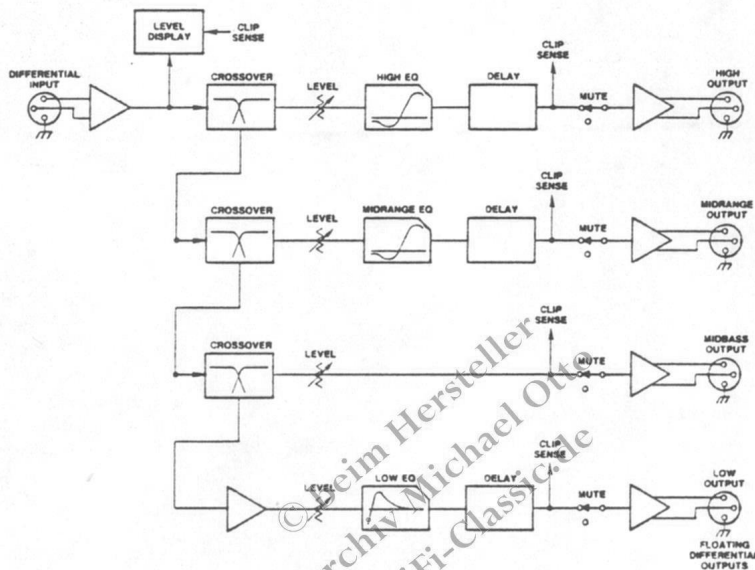 LEVEL
DISPLAY
CLIP
SENSE
DIFFERENTIAL
INPUT
CROSSOVER
LEVEL
HIGH EQ
DELAY
CLIP
SENSE
MUTE
HIGH
OUTPUT
CROSSOVER
LEVEL
MIDRANGE EQ
DELAY
CLIP
SENSE
MUTE
MIDRANGE
OUTPUT
CROSSOVER
LEVEL
CLIP
SENSE
MUTE
MIDBASS
OUTPUT
LEVEL
LOW EQ
DELAY
CLIP
SENSE
MUTE
LOW
OUTPUT
FLOATING
DIFFERENTIAL
OUTPUTS
© beim Hersteller
Archiv Michael Otto
HiFi-Classic.de